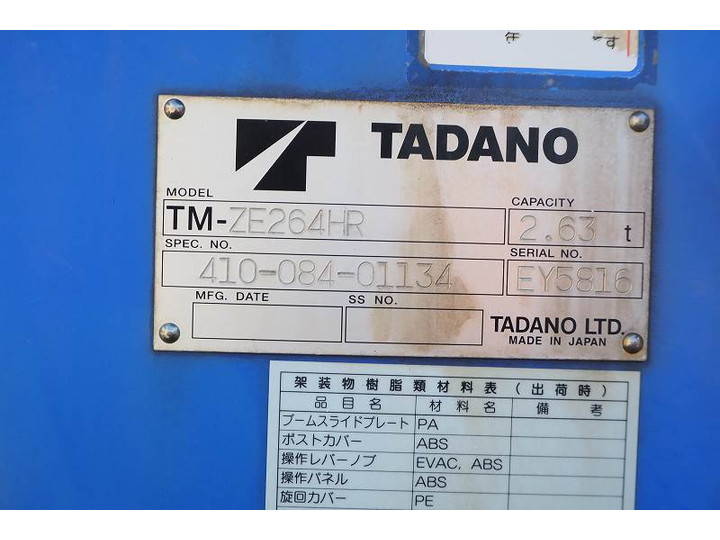 年 す
TADANO
MODEL
TM-ZE264HR
CAPACITY
2.63 t
SPEC. NO.
410-084-01134
SERIAL NO.
EY5816
MFG. DATE
SS NO.
TADANO LTD.
MADE IN JAPAN
架装物樹脂類材料表(出荷時)
品目名 材料名 備考
ブームスライドプレート PA
ポストカバー ABS
操作レバーノブ EVAC, ABS
操作パネル ABS
旋回カバー PE